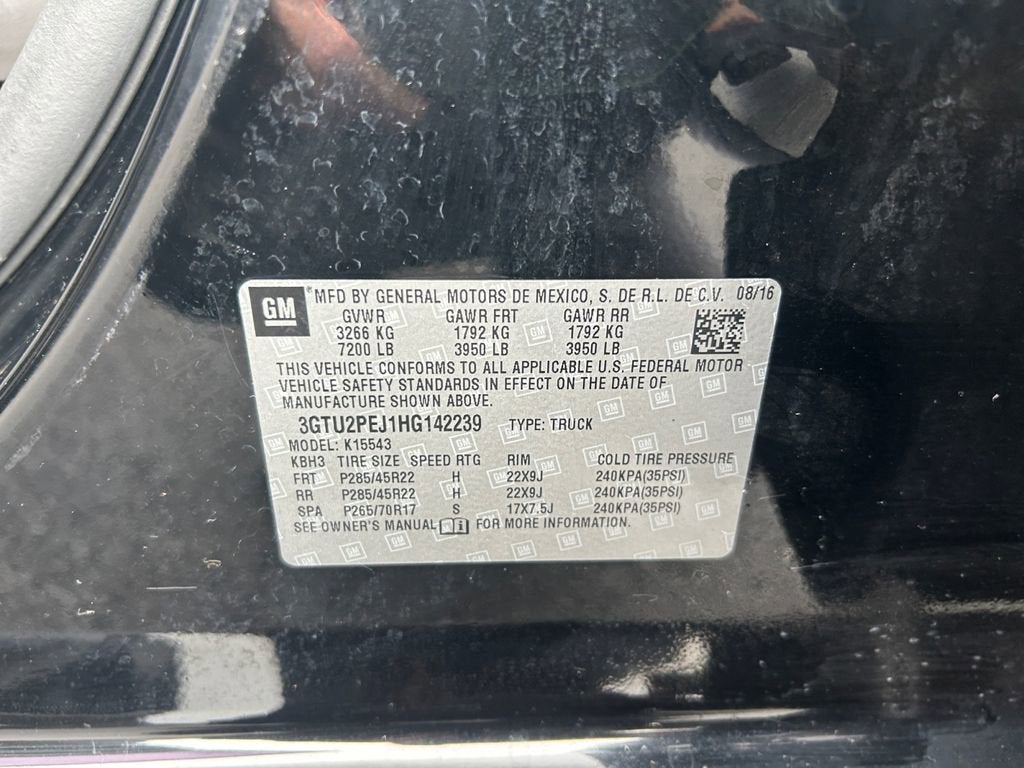 GM ®MFD BY GENERAL MOTORS DE MEXICO, S. DE R.L. DE C.V. 08/16
GVWR GAWR FRT GAWR RR
3266 KG 1792 KG 1792 KG
7200 LB 3950 LB 3950 LB
THIS VEHICLE CONFORMS TO ALL APPLICABLE U.S. FEDERAL MOTOR
VEHICLE SAFETY STANDARDS IN EFFECT ON THE DATE OF
MANUFACTURE SHOWN ABOVE.
3GTU2PEJ1HG142239 TYPE: TRUCK
MODEL: K15543
KBH3 TIRE SIZE SPEED RTG RIM COLD TIRE PRESSURE
FRT P285/45R22 H 22X9J 240KPA(35PSI)
RR P285/45R22 H 22X9J 240KPA(35PSI)
SPA P265/70R17 S 17X7.5J 240KPA(35PSI)
SEE OWNER'S MANUAL i FOR MORE INFORMATION.